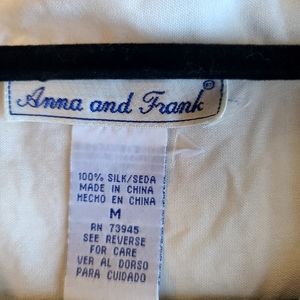 Anna and Frank®
100% SILK/SEDA
MADE IN CHINA
HECHO EN CHINA
M
RN 73945
SEE REVERSE
FOR CARE
VER AL DORSO
PARA CUIDADO